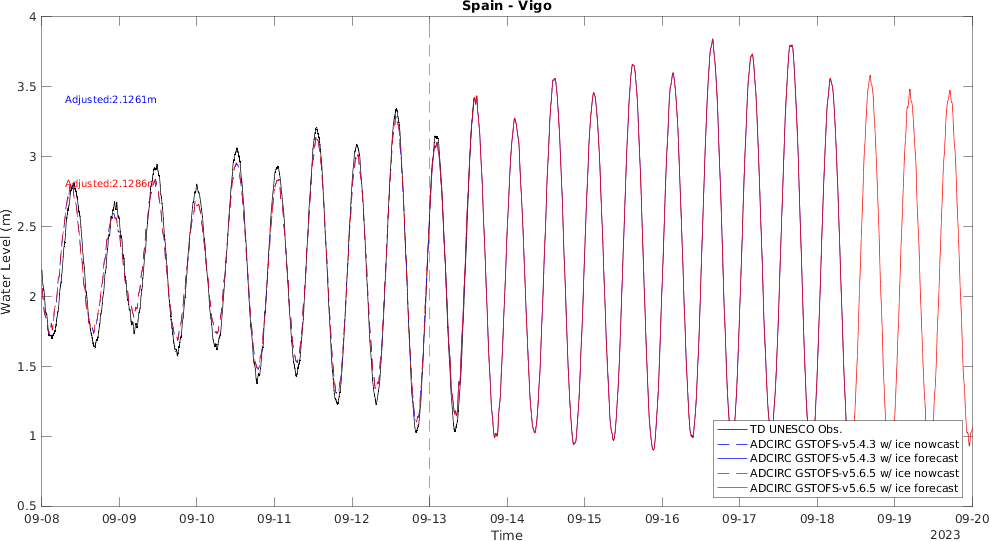 Spain - Vigo
4
3.5
3
2.5
2
1.5
1
0.5
Water Level (m)
Adjusted:2.1261m
Adjusted:2.1286m
TD UNESCO Obs.
ADCIRC GSTOFS-v5.4.3 w/ ice nowcast
ADCIRC GSTOFS-v5.4.3 w/ ice forecast
ADCIRC GSTOFS-v5.6.5 w/ ice nowcast
ADCIRC GSTOFS-v5.6.5 w/ ice forecast
09-08 09-09 09-10 09-11 09-12 09-13 09-14 09-15 09-16 09-17 09-18 09-19 09-20
Time
2023